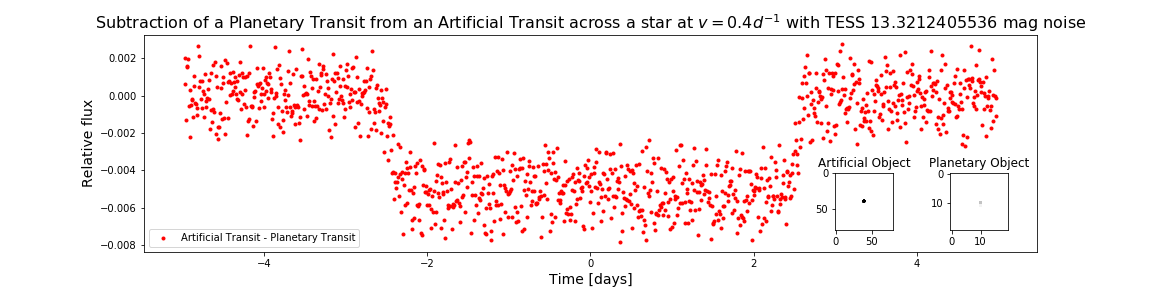 Subtraction of a Planetary Transit from an Artificial Transit across a star at v = 0.4d⁻¹ with TESS 13.3212405536 mag noise
Relative flux
0.002
0.000
−0.002
−0.004
−0.006
−0.008
Artificial Transit - Planetary Transit
Artificial Object
0
50
0 50
Planetary Object
0
10
0 10
−4 −2 0 2 4
Time [days]